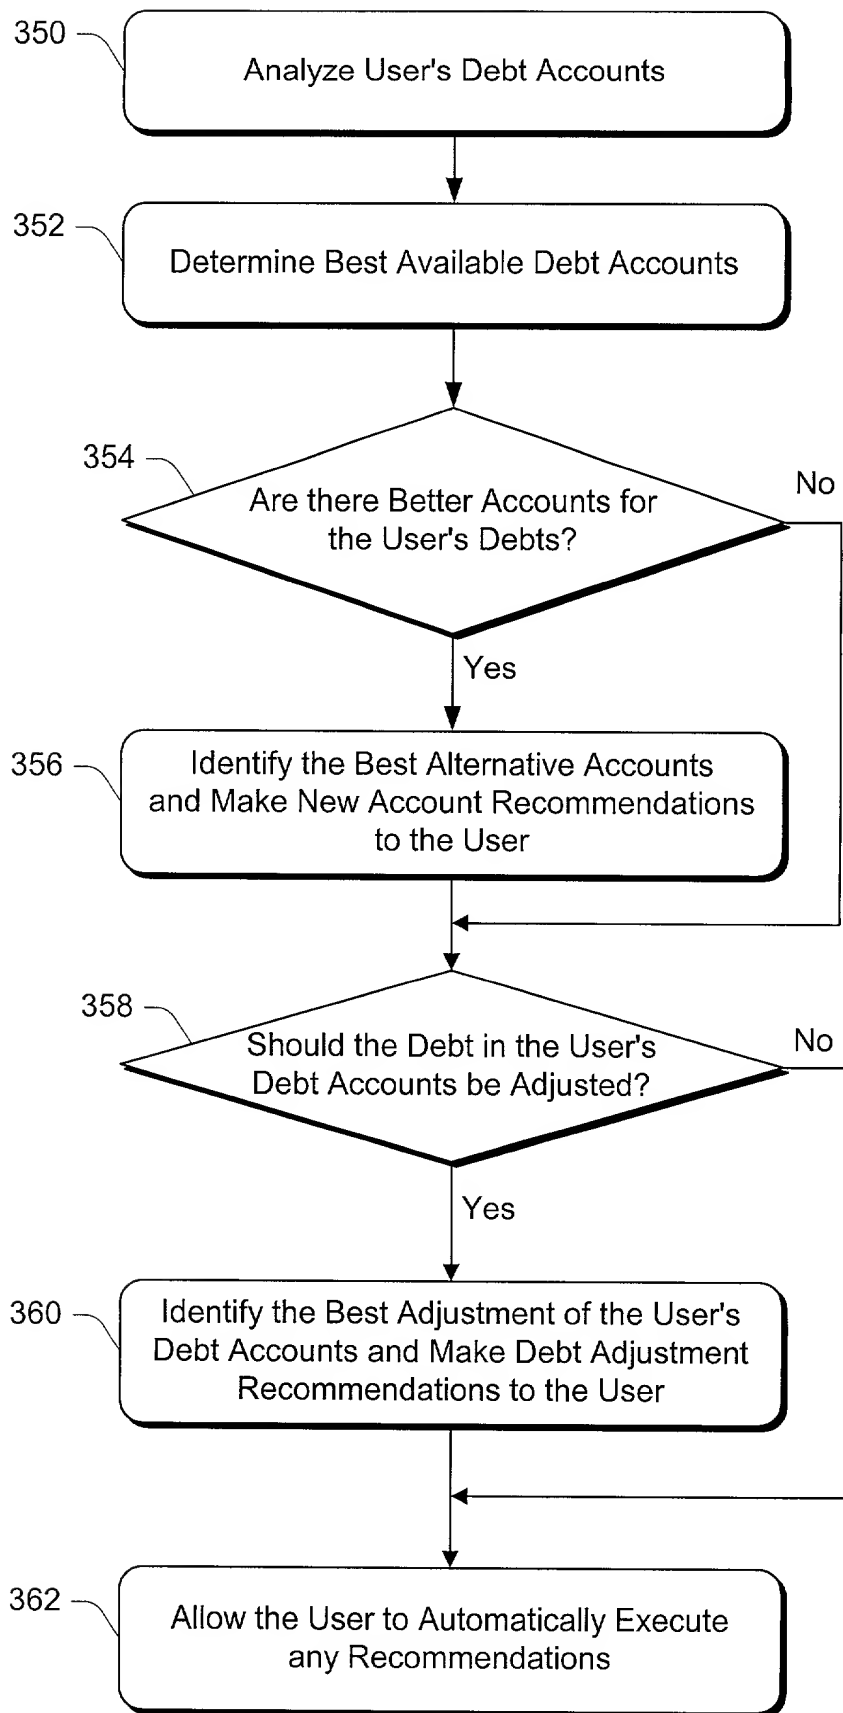 350
Analyze User's Debt Accounts
352
Determine Best Available Debt Accounts
354
Are there Better Accounts for
the User's Debts?
No
Yes
356
Identify the Best Alternative Accounts
and Make New Account Recommendations
to the User
358
Should the Debt in the User's
Debt Accounts be Adjusted?
No
Yes
360
Identify the Best Adjustment of the User's
Debt Accounts and Make Debt Adjustment
Recommendations to the User
362
Allow the User to Automatically Execute
any Recommendations